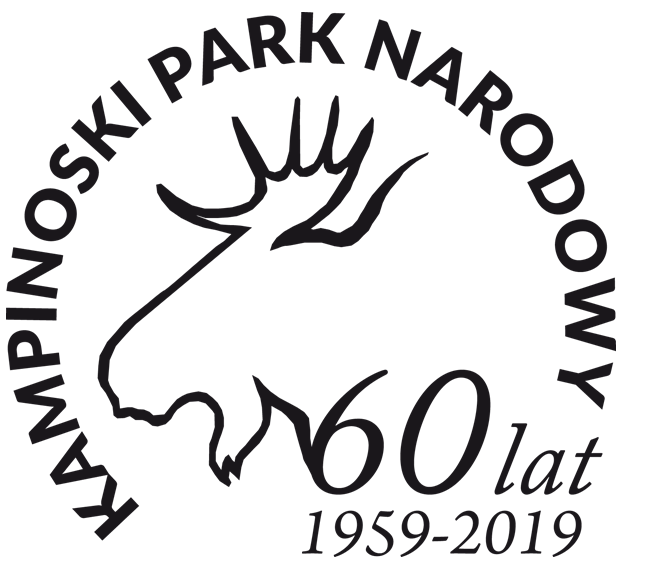 KAMPINOSKI PARK NARODOWY
60 lat
1959-2019